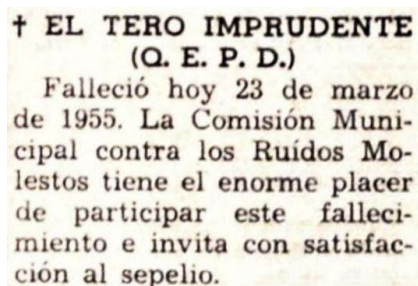 † EL TERO IMPRUDENTE
(Q. E. P. D.)
Falleció hoy 23 de marzo
de 1955. La Comisión Muni-
cipal contra los Ruídos Mo-
lestos tiene el enorme placer
de participar este falleci-
miento e invita con satisfac-
ción al sepelio.